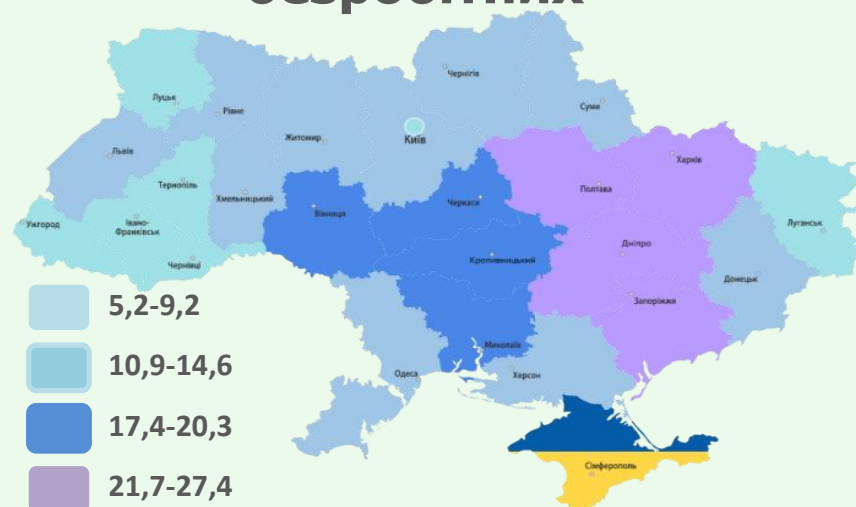 безробітних
Чернігів
Луцьк
Рівне
Суми
Житомир
Київ
Львів
Харків
Тернопіль
Полтава
Хмельницький
Черкаси
Вінниця
Ужгород
Івано-
Франківськ
Луганськ
Дніпро
Кропивницький
Чернівці
Донецьк
Запоріжжя
5,2-9,2
Миколаїв
10,9-14,6
Одеса
Херсон
17,4-20,3
Сімферополь
21,7-27,4